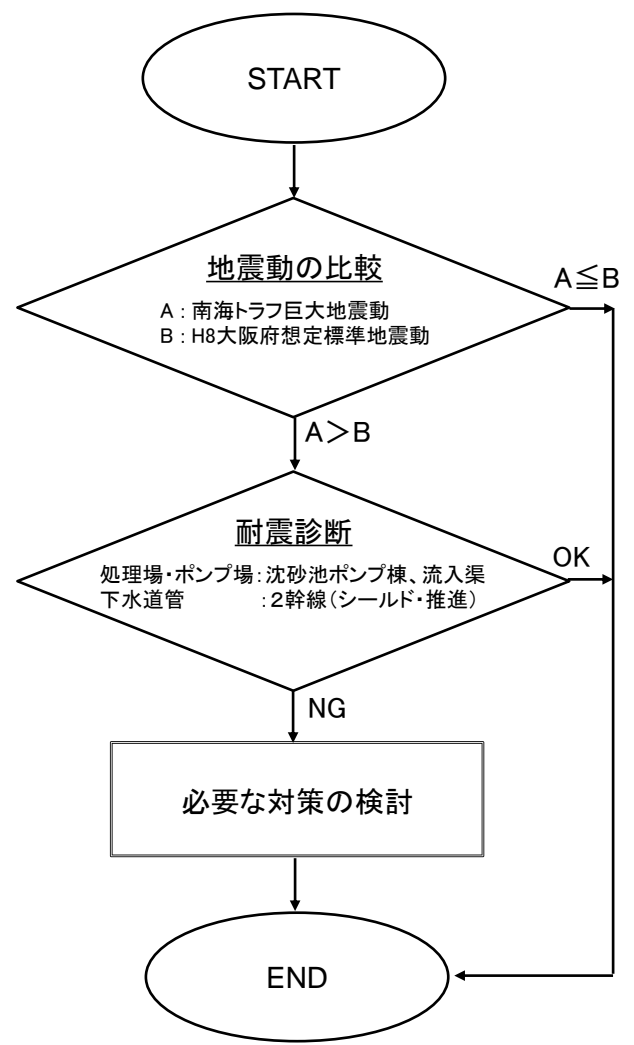 START
地震動の比較
A : 南海トラフ巨大地震動
B : H8大阪府想定標準地震動
A≦B
A＞B
耐震診断
処理場・ポンプ場：沈砂池ポンプ棟、流入渠
下水道管　　　　：２幹線（シールド・推進）
OK
NG
必要な対策の検討
END